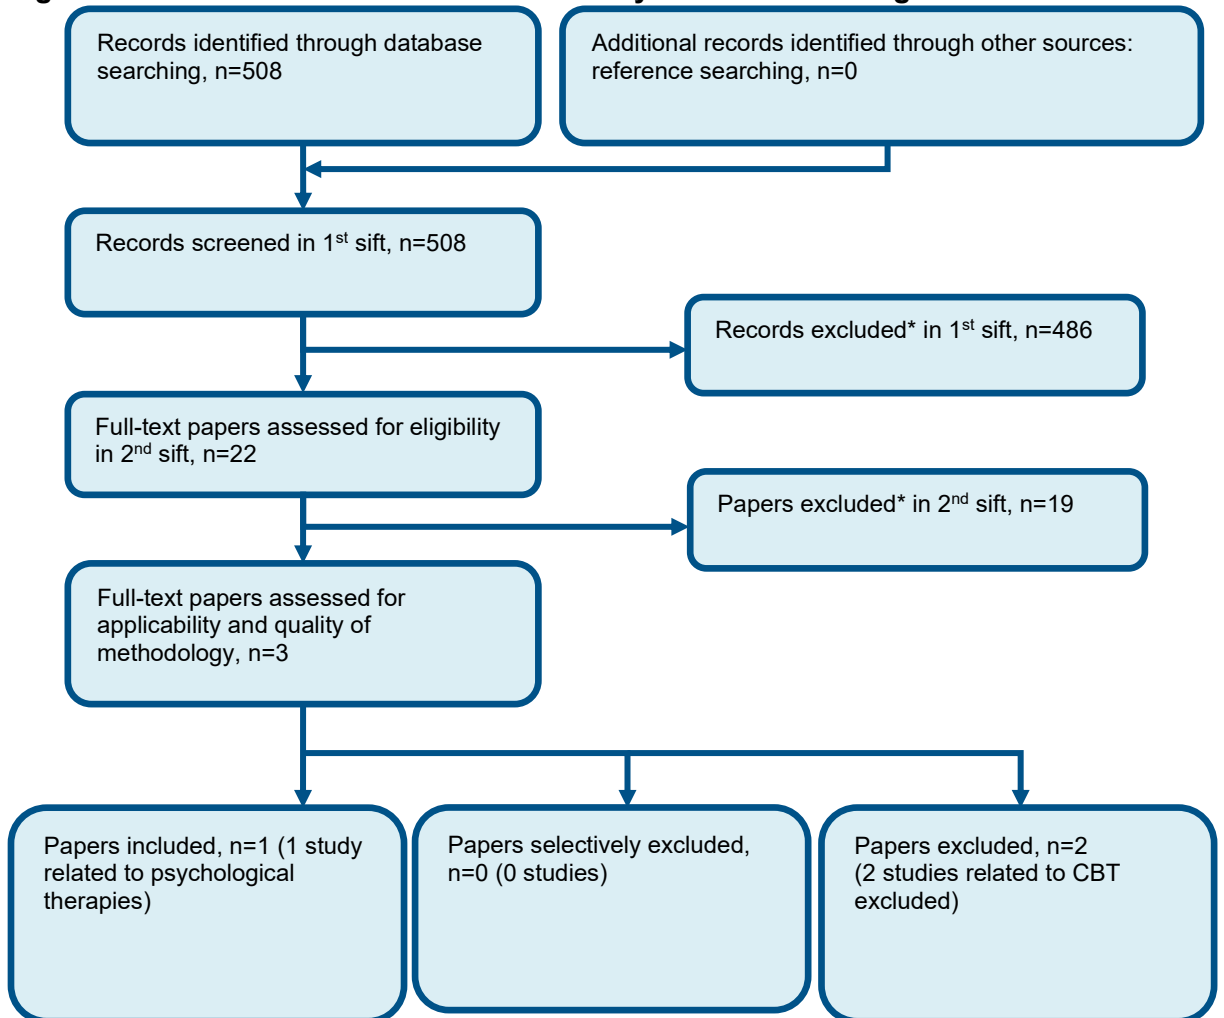 Records identified through database
searching, n=508
Additional records identified through other sources:
reference searching, n=0
Records screened in 1st sift, n=508
Records excluded* in 1st sift, n=486
Full-text papers assessed for eligibility
in 2nd sift, n=22
Papers excluded* in 2nd sift, n=19
Full-text papers assessed for
applicability and quality of
methodology, n=3
Papers included, n=1 (1 study
related to psychological
therapies)
Papers selectively excluded,
n=0 (0 studies)
Papers excluded, n=2
(2 studies related to CBT
excluded)